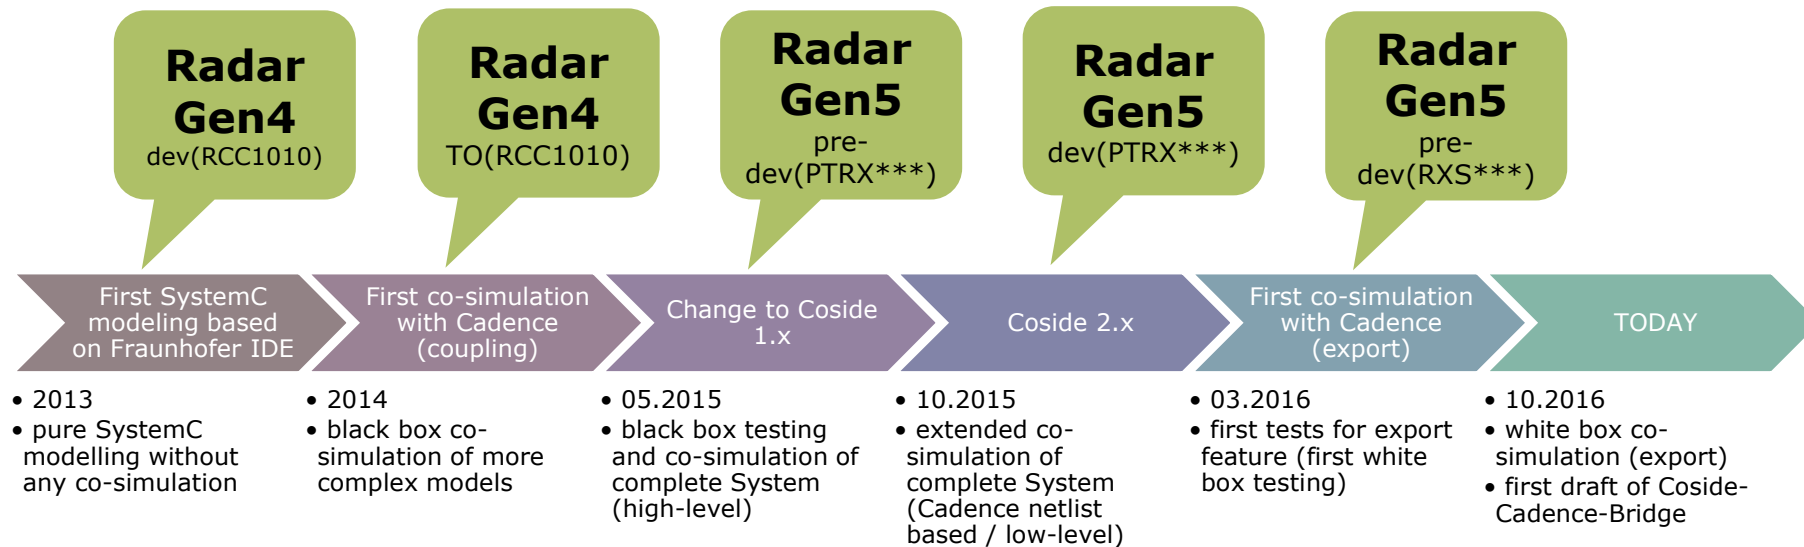 Radar
Gen4
dev(RCC1010)
Radar
Gen4
TO(RCC1010)
Radar
Gen5
pre-
dev(PTRX***)
Radar
Gen5
dev(PTRX***)
Radar
Gen5
pre-
dev(RXS***)
First SystemC
modeling based
on Fraunhofer IDE
First co-simulation
with Cadence
(coupling)
Change to Coside
1.x
Coside 2.x
First co-simulation
with Cadence
(export)
TODAY
• 2013
• pure SystemC
modelling without
any co-simulation
• 2014
• black box co-
simulation of more
complex models
• 05.2015
• black box testing
and co-simulation of
complete System
(high-level)
• 10.2015
• extended co-
simulation of
complete System
(Cadence netlist
based / low-level)
• 03.2016
• first tests for export
feature (first white
box testing)
• 10.2016
• white box co-
simulation (export)
• first draft of Coside-
Cadence-Bridge